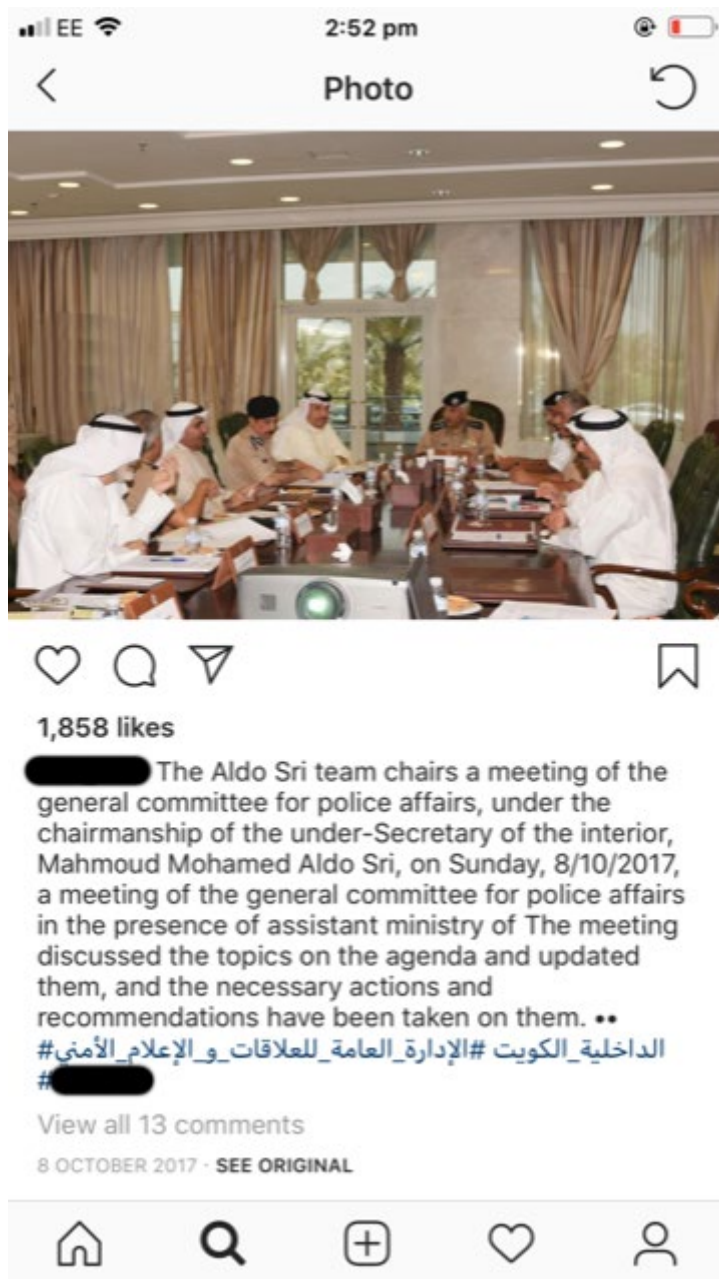 EE 2:52 pm
Photo
1,858 likes
The Aldo Sri team chairs a meeting of the
general committee for police affairs, under the
chairmanship of the under-Secretary of the interior,
Mahmoud Mohamed Aldo Sri, on Sunday, 8/10/2017,
a meeting of the general committee for police affairs
in the presence of assistant ministry of The meeting
discussed the topics on the agenda and updated
them, and the necessary actions and
recommendations have been taken on them. ••
الداخلية_الكويت #الإدارة_العامة_للعلاقات_و_الإعلام_الأمني#
#
View all 13 comments
8 OCTOBER 2017 · SEE ORIGINAL